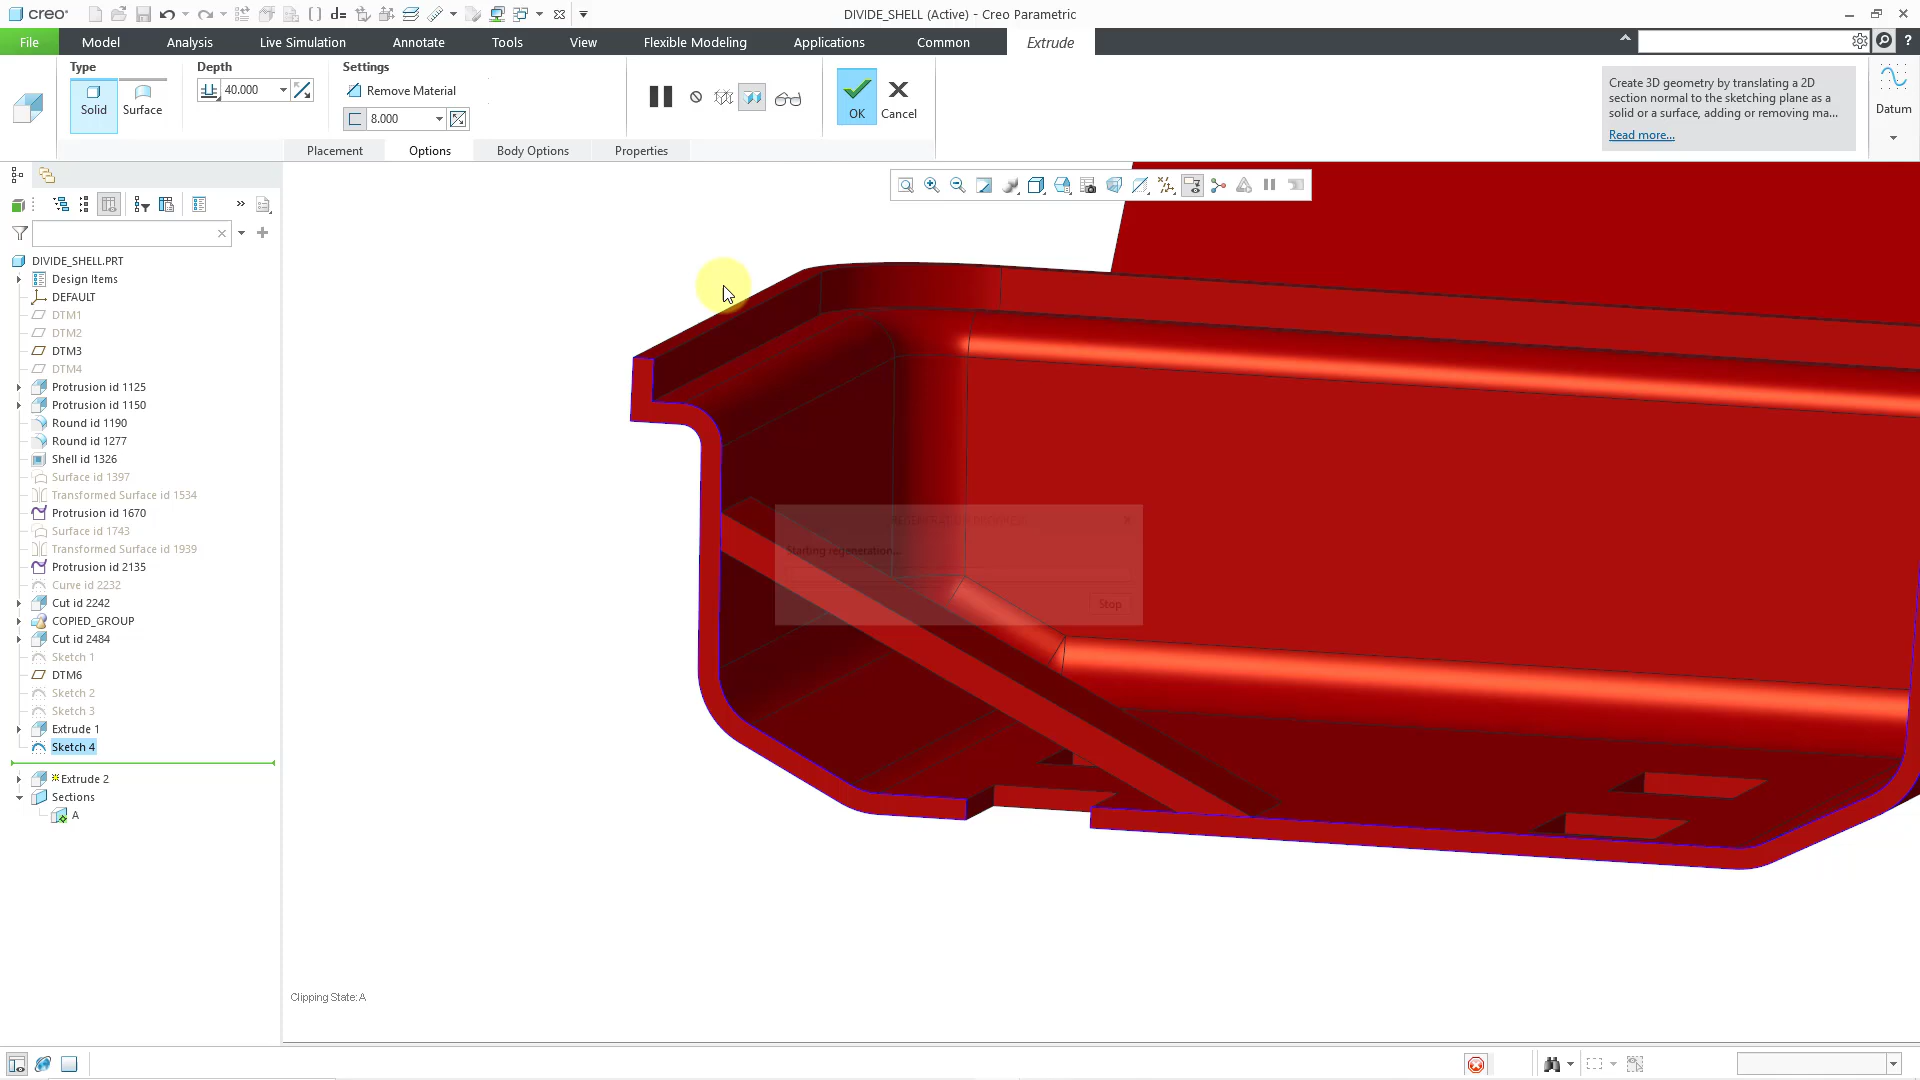 creo
d=
DIVIDE_SHELL (Active) - Creo Parametric
File
Model
Analysis
Live Simulation
Annotate
Tools
View
Flexible Modeling
Applications
Common
Extrude
?
Type
Depth
Settings
Solid
Surface
40.000
Remove Material
8.000
OK
Cancel
Create 3D geometry by translating a 2D
section normal to the sketching plane as a
solid or a surface, adding or removing ma...
Read more...
Datum
Placement
Options
Body Options
Properties
DIVIDE_SHELL.PRT
Design Items
DEFAULT
DTM1
DTM2
DTM3
DTM4
Protrusion id 1125
Protrusion id 1150
Round id 1190
Round id 1277
Shell id 1326
Surface id 1397
Transformed Surface id 1534
Protrusion id 1670
Surface id 1743
Transformed Surface id 1939
Protrusion id 2135
Curve id 2232
Cut id 2242
COPIED_GROUP
Cut id 2484
Sketch 1
DTM6
Sketch 2
Sketch 3
Extrude 1
Sketch 4
Extrude 2
Sections
A
Starting regeneration...
Stop
Clipping State: A